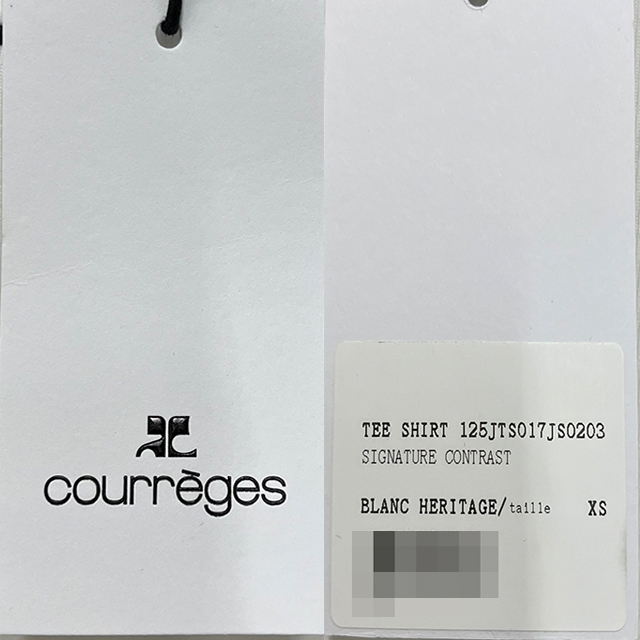 courrèges
TEE SHIRT 125JTS017JS0203
SIGNATURE CONTRAST
BLANC HERITAGE/taille XS